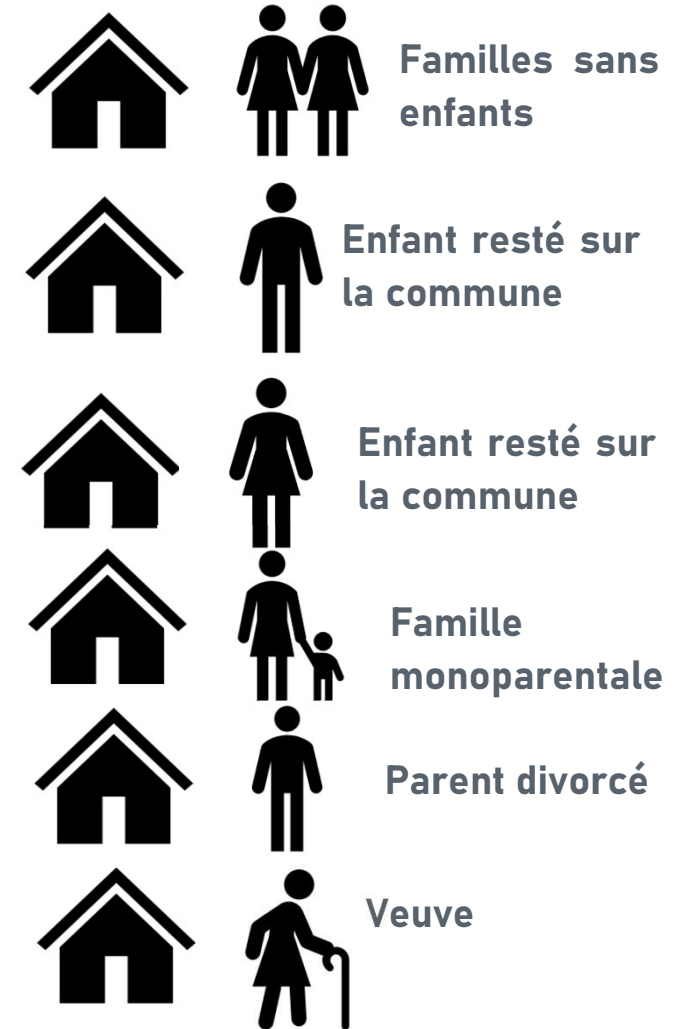 Familles sans
enfants
Enfant resté sur
la commune
Enfant resté sur
la commune
Famille
monoparentale
Parent divorcé
Veuve